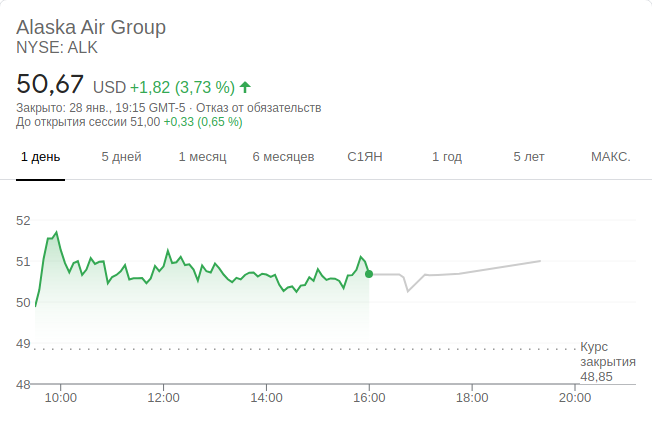 Alaska Air Group
NYSE: ALK
50,67 USD +1,82 (3,73 %)
Закрыто: 28 янв., 19:15 GMT-5 · Отказ от обязательств
До открытия сессии 51,00 +0,33 (0,65 %)
1 день 5 дней 1 месяц 6 месяцев С1ЯН 1 год 5 лет МАКС.
52
51
50
49
Курс
закрытия
48,85
48
10:00 12:00 14:00 16:00 18:00 20:00